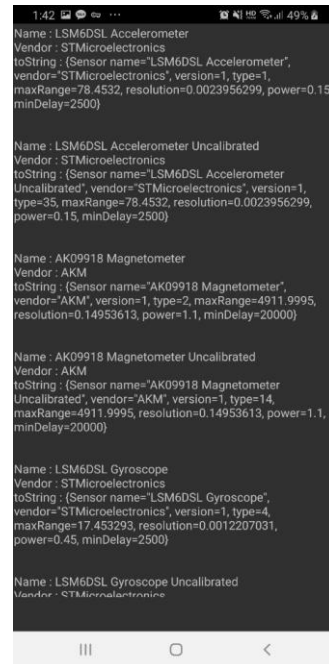 1:42 HD 49%
Name : LSM6DSL Accelerometer
Vendor : STMicroelectronics
toString : {Sensor name="LSM6DSL Accelerometer",
vendor="STMicroelectronics", version=1, type=1,
maxRange=78.4532, resolution=0.0023956299, power=0.15
minDelay=2500}
Name : LSM6DSL Accelerometer Uncalibrated
Vendor : STMicroelectronics
toString : {Sensor name="LSM6DSL Accelerometer
Uncalibrated", vendor="STMicroelectronics", version=1,
type=35, maxRange=78.4532, resolution=0.0023956299,
power=0.15, minDelay=2500}
Name : AK09918 Magnetometer
Vendor : AKM
toString : {Sensor name="AK09918 Magnetometer",
vendor="AKM", version=1, type=2, maxRange=4911.9995,
resolution=0.14953613, power=1.1, minDelay=20000}
Name : AK09918 Magnetometer Uncalibrated
Vendor : AKM
toString : {Sensor name="AK09918 Magnetometer
Uncalibrated", vendor="AKM", version=1, type=14,
maxRange=4911.9995, resolution=0.14953613, power=1.1,
minDelay=20000}
Name : LSM6DSL Gyroscope
Vendor : STMicroelectronics
toString : {Sensor name="LSM6DSL Gyroscope",
vendor="STMicroelectronics", version=1, type=4,
maxRange=17.453293, resolution=0.0012207031,
power=0.45, minDelay=2500}
Name : LSM6DSL Gyroscope Uncalibrated
Vendor : STMicroelectronics